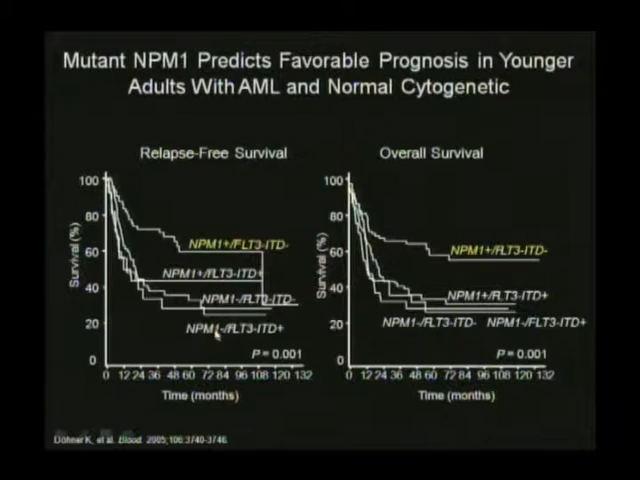 Mutant NPM1 Predicts Favorable Prognosis in Younger
Adults With AML and Normal Cytogenetic
Relapse-Free Survival
Overall Survival
Survival (%)
100
80
60
40
20
0
NPM1+/FLT3-ITD-
NPM1+/FLT3-ITD+
NPM1-/FLT3-ITD-
NPM1-/FLT3-ITD+
P = 0.001
0 12 24 36 48 60 72 84 96 108 120 132
Time (months)
Survival (%)
100
80
60
40
20
0
NPM1+/FLT3-ITD-
NPM1+/FLT3-ITD+
NPM1-/FLT3-ITD- NPM1-/FLT3-ITD+
P = 0.001
0 12 24 36 48 60 72 84 96 108 120 132
Time (months)
Döhner K, et al. Blood. 2005;106:3740-3746.